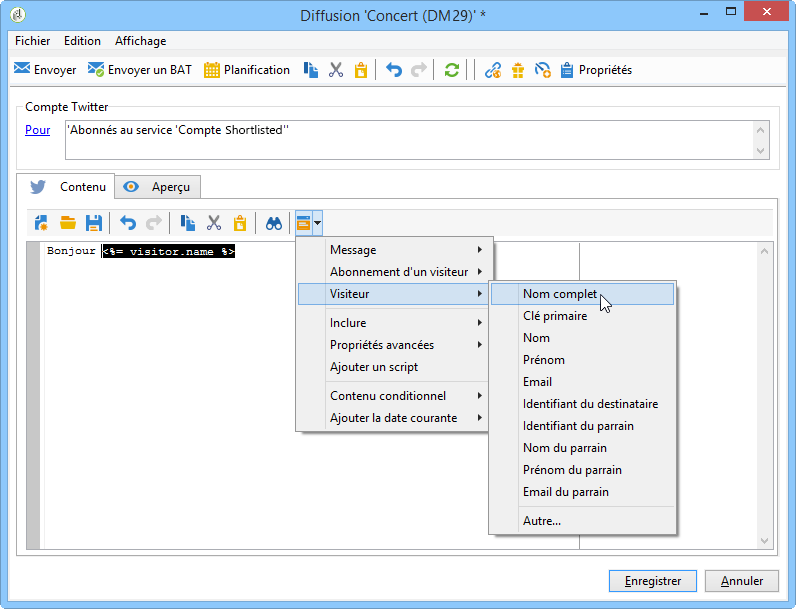 Diffusion 'Concert (DM29)' *
Fichier Edition Affichage
Envoyer Envoyer un BAT Planification Propriétés
Compte Twitter
Pour 'Abonnés au service 'Compte Shortlisted''
Contenu Aperçu
Bonjour <%= visitor.name %>
Message
Abonnement d'un visiteur
Visiteur
Inclure
Propriétés avancées
Ajouter un script
Contenu conditionnel
Ajouter la date courante
Nom complet
Clé primaire
Nom
Prénom
Email
Identifiant du destinataire
Identifiant du parrain
Nom du parrain
Prénom du parrain
Email du parrain
Autre...
Enregistrer Annuler